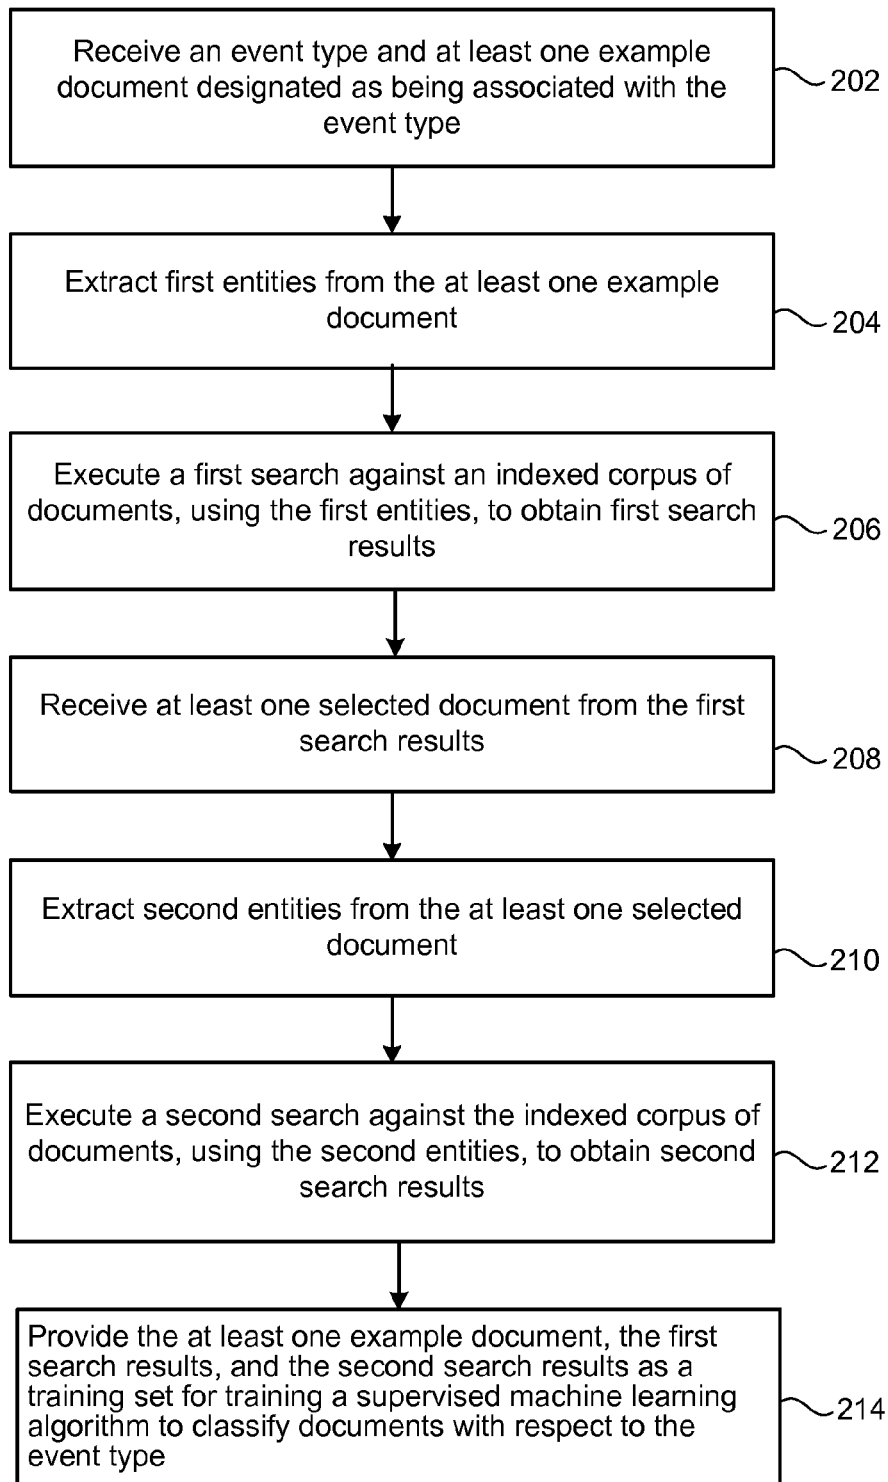 Receive an event type and at least one example
document designated as being associated with the
event type
202
Extract first entities from the at least one example
document
204
Execute a first search against an indexed corpus of
documents, using the first entities, to obtain first search
results
206
Receive at least one selected document from the first
search results
208
Extract second entities from the at least one selected
document
210
Execute a second search against the indexed corpus of
documents, using the second entities, to obtain second
search results
212
Provide the at least one example document, the first
search results, and the second search results as a
training set for training a supervised machine learning
algorithm to classify documents with respect to the
event type
214